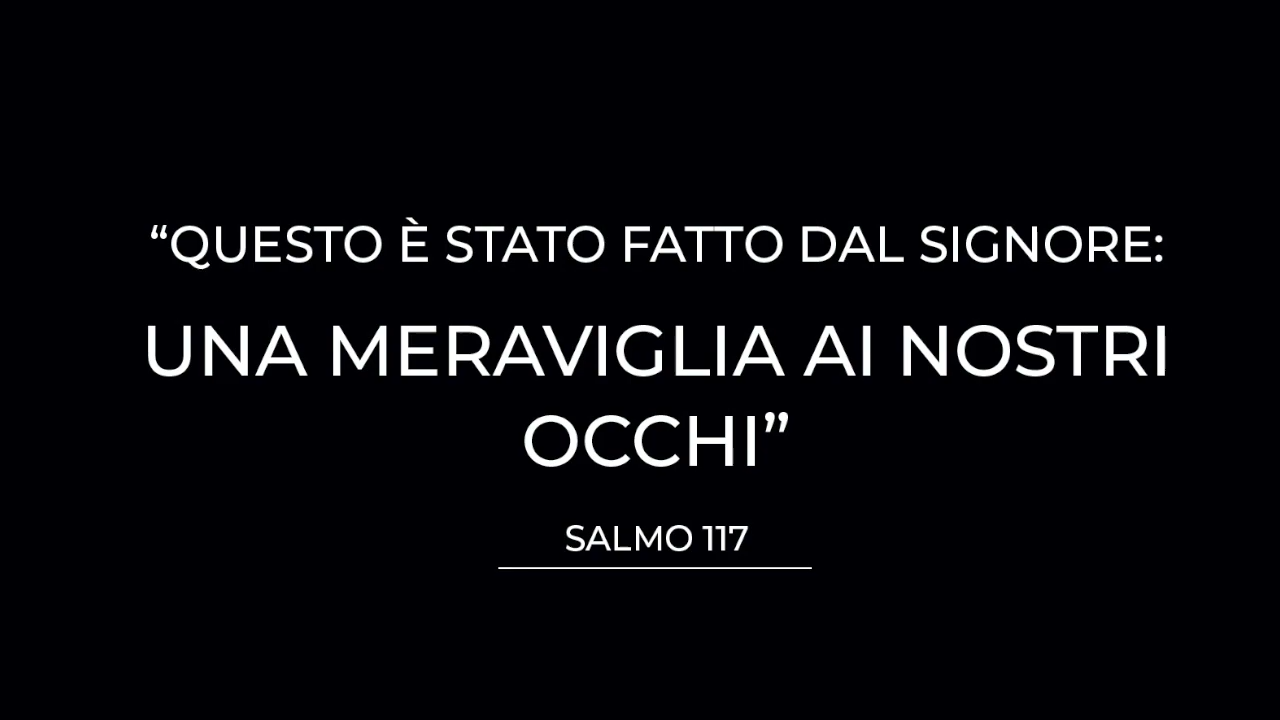 “QUESTO È STATO FATTO DAL SIGNORE:
UNA MERAVIGLIA AI NOSTRI
OCCHI”
SALMO 117